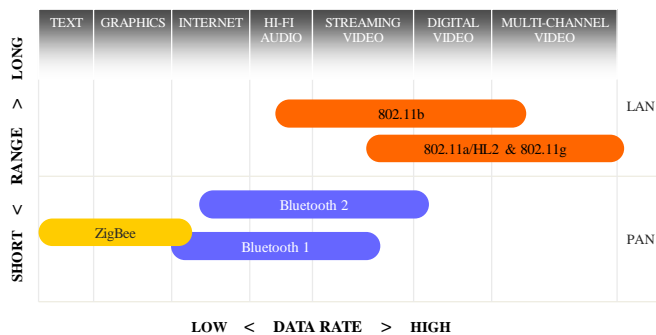 TEXT
GRAPHICS
INTERNET
HI-FI
AUDIO
STREAMING
VIDEO
DIGITAL
VIDEO
MULTI-CHANNEL
VIDEO
SHORT < RANGE > LONG
802.11b
LAN
802.11a/HL2 & 802.11g
Bluetooth 2
ZigBee
PAN
Bluetooth 1
LOW < DATA RATE > HIGH